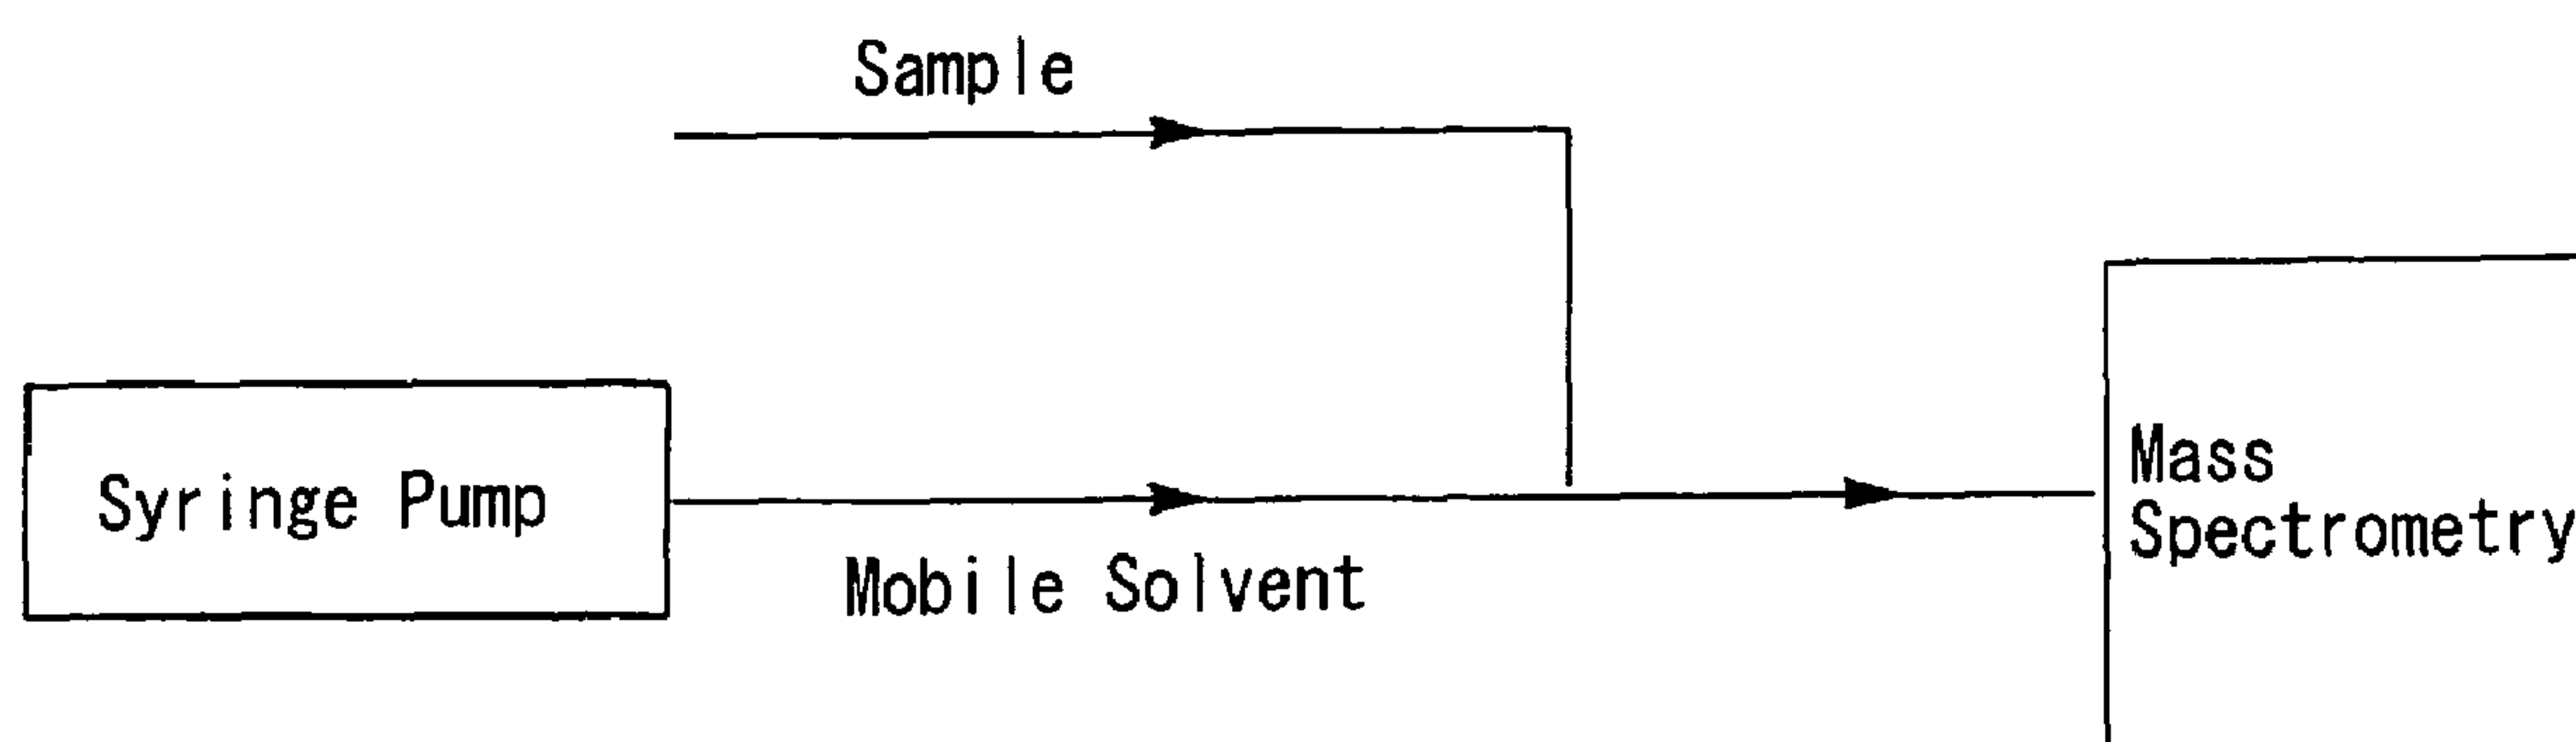 Sample
Syringe Pump
Mobile Solvent
Mass
Spectrometry